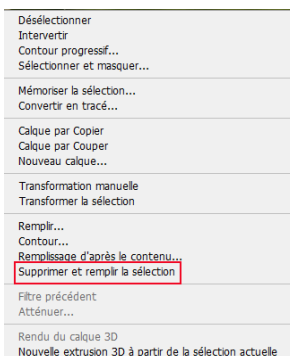 Désélectionner
Intervertir
Contour progressif...
Sélectionner et masquer...
Mémoriser la sélection...
Convertir en tracé...
Calque par Copier
Calque par Couper
Nouveau calque...
Transformation manuelle
Transformer la sélection
Remplir...
Contour...
Remplissage d'après le contenu...
Supprimer et remplir la sélection
Filtre précédent
Atténuer...
Rendu du calque 3D
Nouvelle extrusion 3D à partir de la sélection actuelle